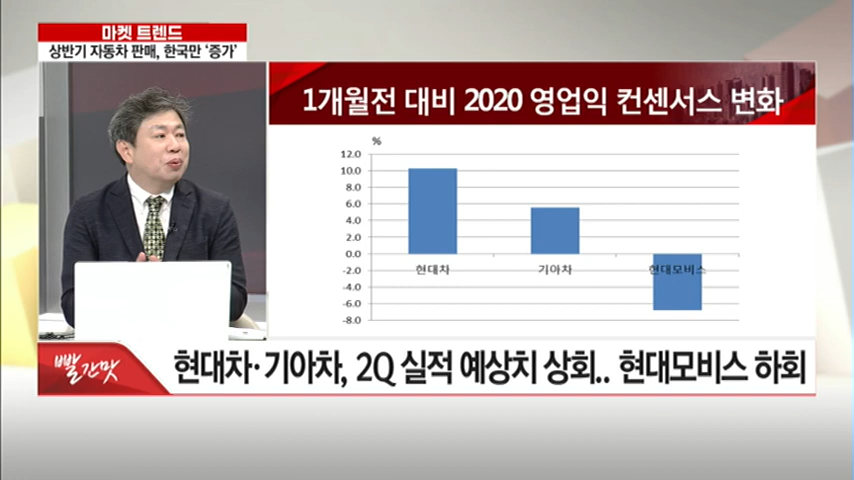 마켓 트렌드
상반기 자동차 판매, 한국만 ‘증가’
1개월전 대비 2020 영업익 컨센서스 변화
%
12.0
10.0
8.0
6.0
4.0
2.0
0.0
-2.0
-4.0
-6.0
-8.0
현대차
기아차
현대모비스
빨간맛
현대차·기아차, 2Q 실적 예상치 상회.. 현대모비스 하회